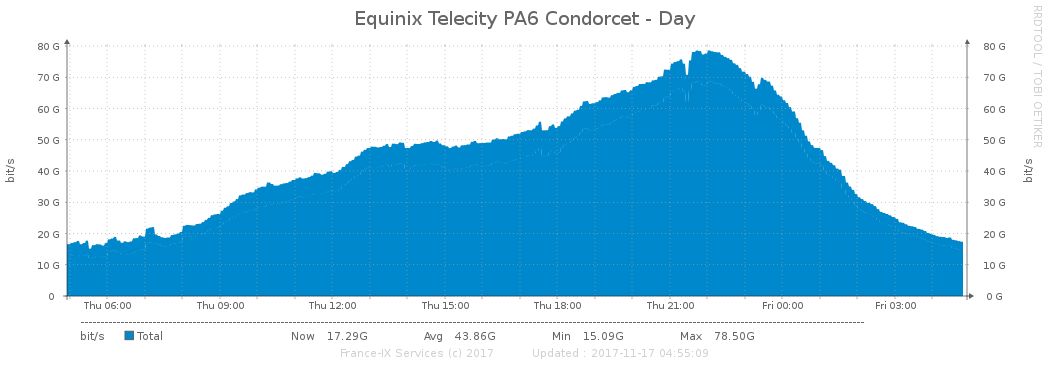 Equinix Telecity PA6 Condorcet - Day
RRDTOOL / TOBI OETIKER
bit/s
bit/s
80 G
70 G
60 G
50 G
40 G
30 G
20 G
10 G
0
80 G
70 G
60 G
50 G
40 G
30 G
20 G
10 G
0 G
Thu 06:00 Thu 09:00 Thu 12:00 Thu 15:00 Thu 18:00 Thu 21:00 Fri 00:00 Fri 03:00
bit/s Total Now 17.29G Avg 43.86G Min 15.09G Max 78.50G
France-IX Services (c) 2017 Updated : 2017-11-17 04:55:09